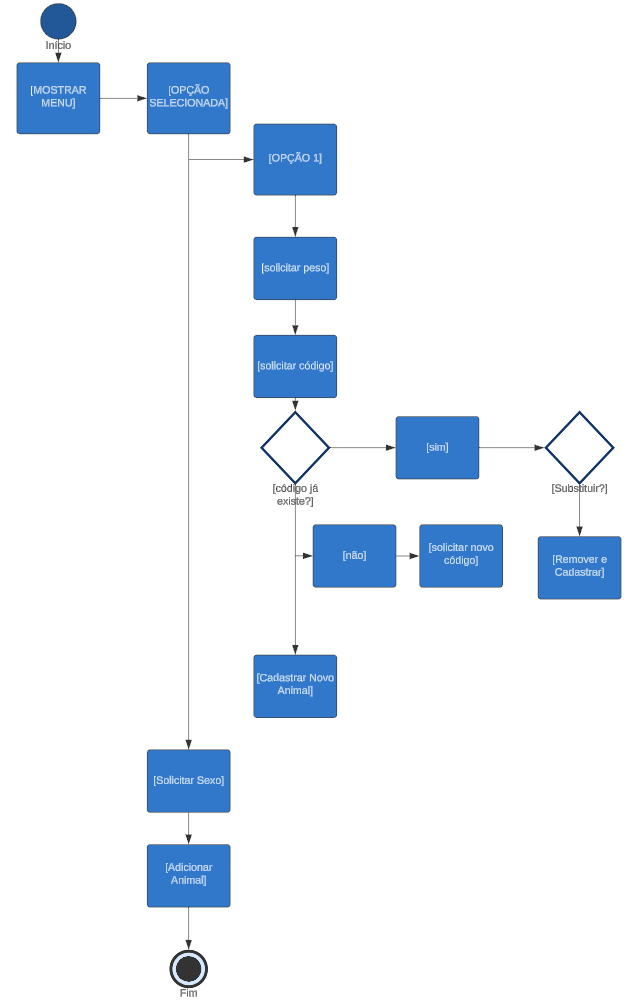 Início
[MOSTRAR
MENU]
[OPÇÃO
SELECIONADA]
[OPÇÃO 1]
[solicitar peso]
[solicitar código]
[código já
existe?]
[sim]
[Substituir?]
[não]
[solicitar novo
código]
[Remover e
Cadastrar]
[Cadastrar Novo
Animal]
[Solicitar Sexo]
[Adicionar
Animal]
Fim